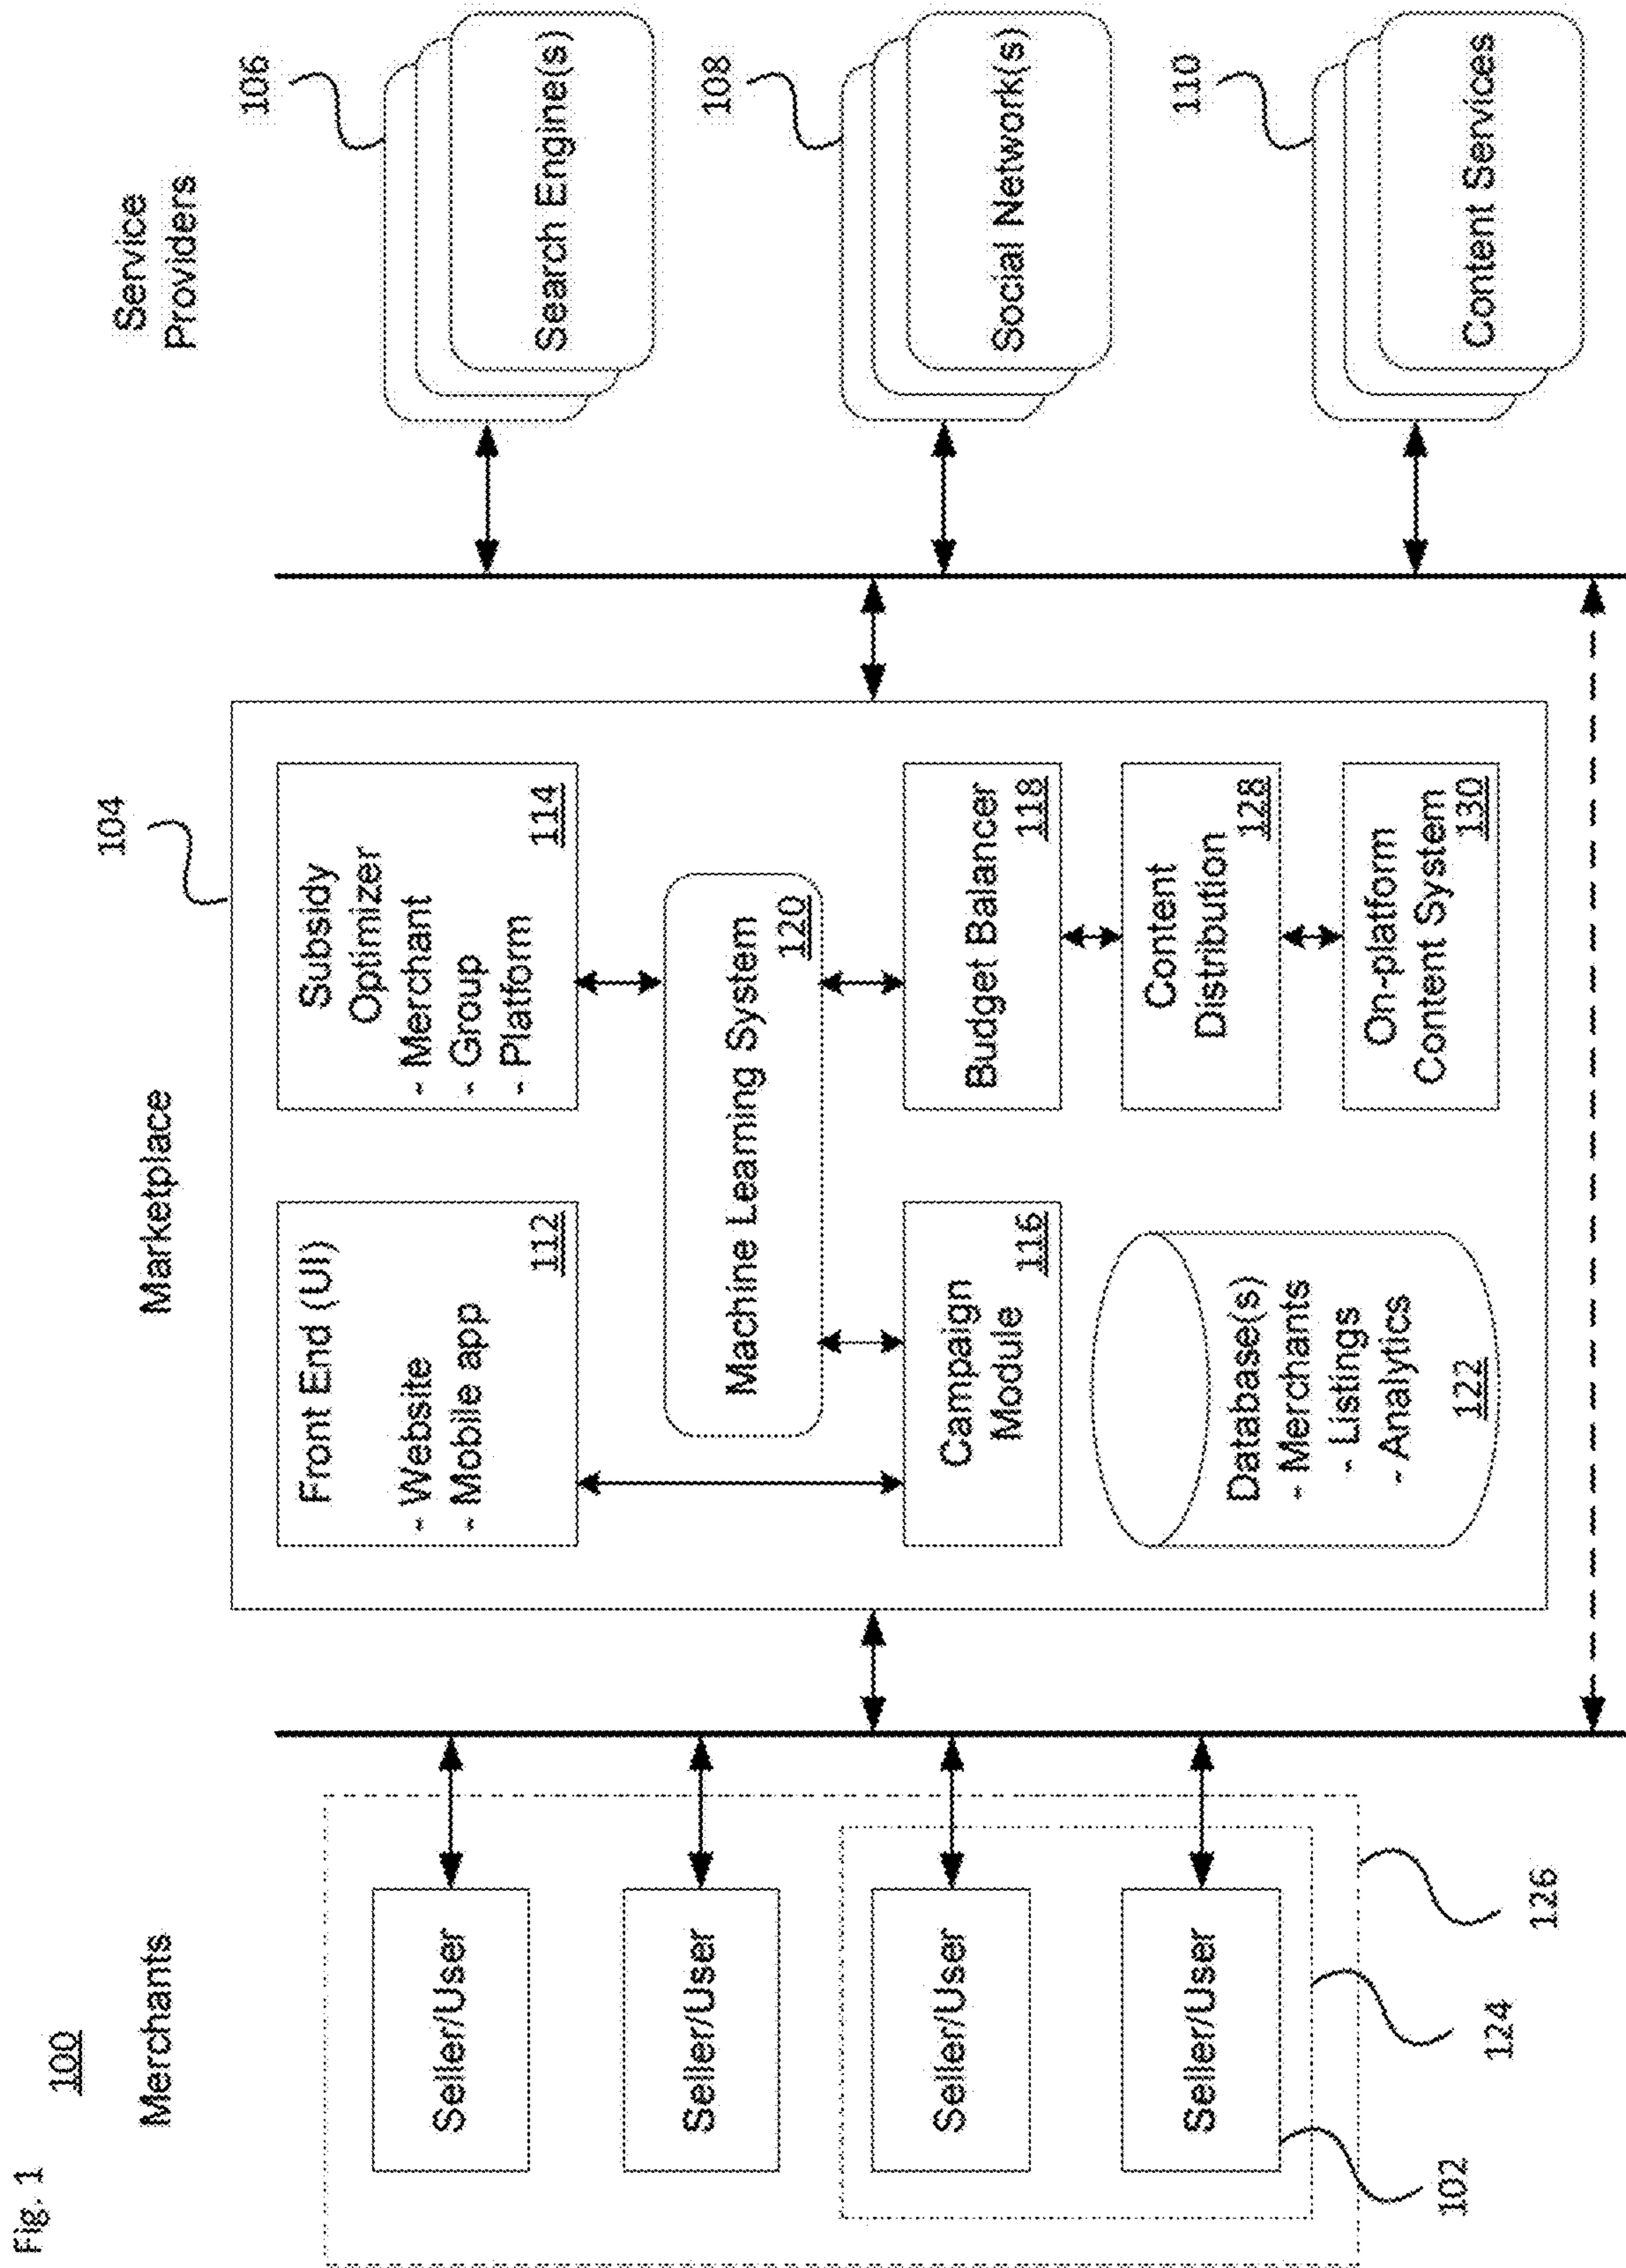 Fig. 1
100
Merchants
Seller/User
Seller/User
Seller/User
Seller/User
102
124
126
Marketplace
104
Front End (UI)
- Website
- Mobile app
112
Subsidy
Optimizer
- Merchant
- Group
- Platform
114
Machine Learning System
120
Campaign
Module
116
Budget Balancer
118
Database(s)
- Merchants
- Listings
- Analytics
122
Content
Distribution
128
On-platform
Content System
130
Service
Providers
106
Search Engine(s)
108
Social Network(s)
110
Content Services